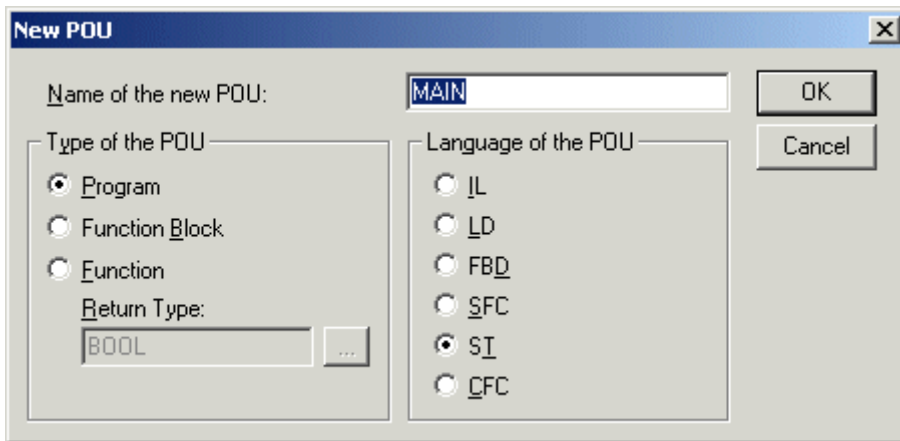 New POU
Name of the new POU:
MAIN
OK
Cancel
Type of the POU
Program
Function Block
Function
Return Type:
BOOL
...
Language of the POU
IL
LD
FBD
SFC
ST
CFC